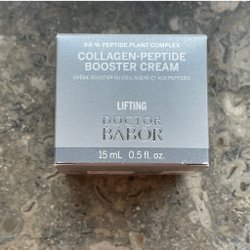 9.6 % PEPTIDE PLANT COMPLEX
COLLAGEN-PEPTIDE
BOOSTER CREAM
CRÈME BOOSTER AU COLLAGÈNE ET AUX PEPTIDES
LIFTING
DOCTOR
BABOR
15 mL 0.5 fl. oz.